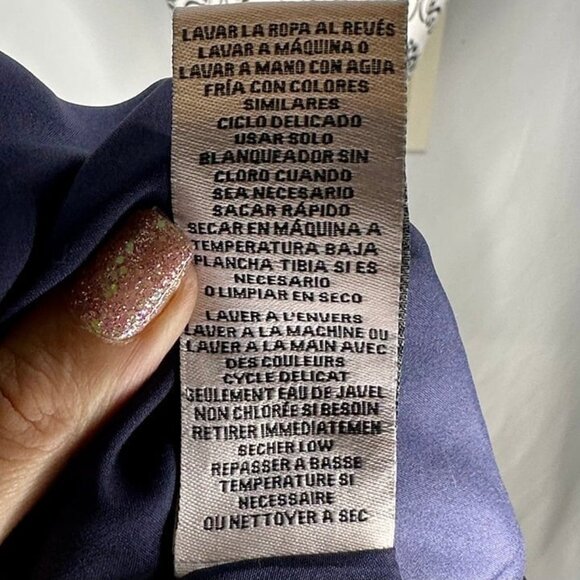 LAVAR LA ROPA AL REVÉS
LAVAR A MÁQUINA O
LAVAR A MANO CON AGUA
FRÍA CON COLORES
SIMILARES
CICLO DELICADO
USAR SOLO
BLANQUEADOR SIN
CLORO CUANDO
SEA NECESARIO
SACAR RÁPIDO
SECAR EN MÁQUINA A
TEMPERATURA BAJA
PLANCHA TIBIA SI ES
NECESARIO
O LIMPIAR EN SECO
LAVER A L'ENVERS
LAVER A LA MACHINE OU
LAVER A LA MAIN AVEC
DES COULEURS
CYCLE DELICAT
SEULEMENT EAU DE JAVEL
NON CHLORÉE SI BESOIN
RETIRER IMMEDIATEMEN
SECHER LOW
REPASSER A BASSE
TEMPERATURE SI
NECESSAIRE
OU NETTOYER A SEC